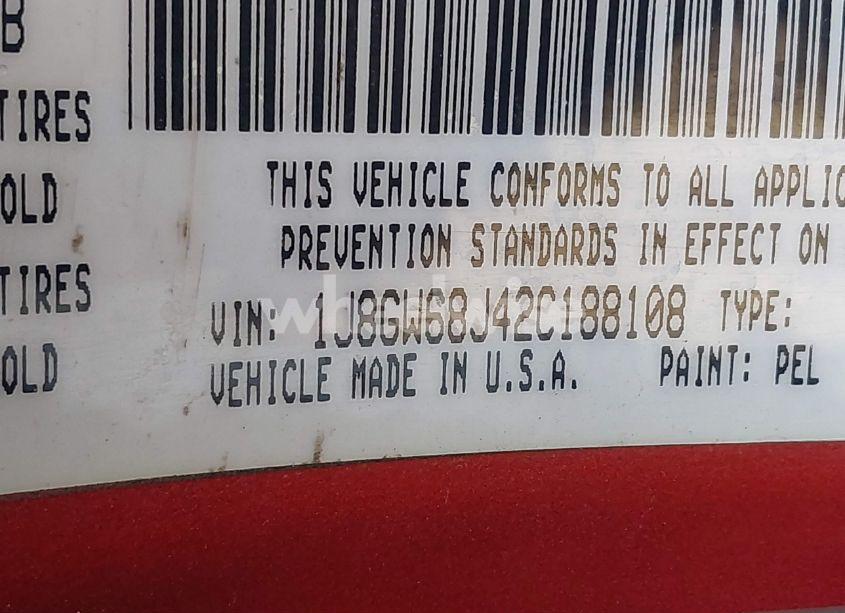 B
TIRES
OLD
TIRES
OLD
THIS VEHICLE CONFORMS TO ALL APPLIC
PREVENTION STANDARDS IN EFFECT ON
VIN: 1J8GW68J42C188108 TYPE:
VEHICLE MADE IN U.S.A. PAINT: PEL